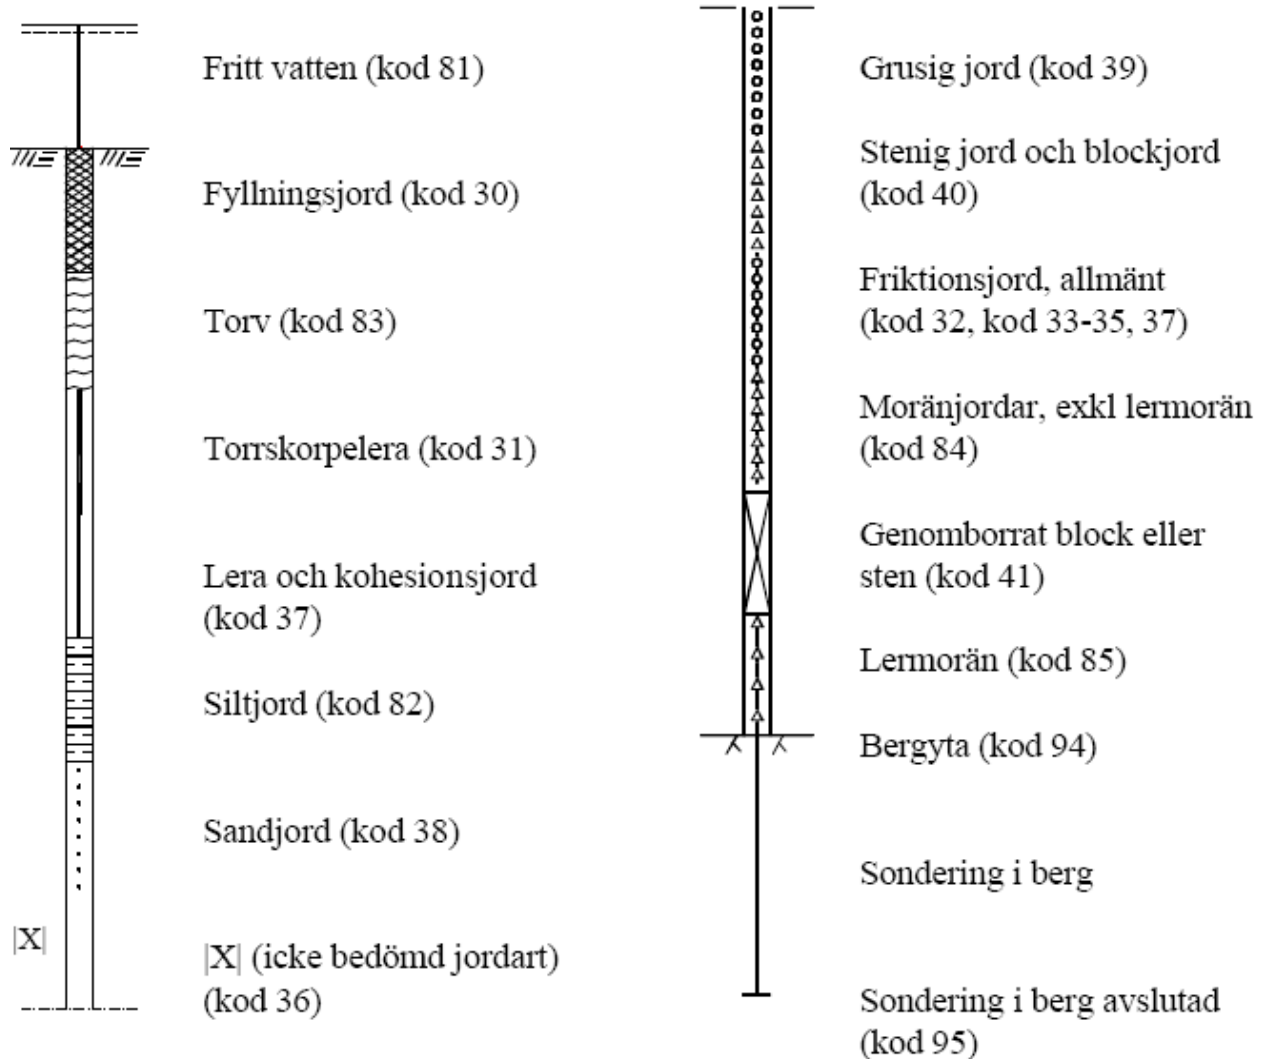 Fritt vatten (kod 81)
Fyllningsjord (kod 30)
Torv (kod 83)
Torrskorpelera (kod 31)
Lera och kohesionsjord
(kod 37)
Siltjord (kod 82)
Sandjord (kod 38)
|X|
|X| (icke bedömd jordart)
(kod 36)
Grusig jord (kod 39)
Stenig jord och blockjord
(kod 40)
Friktionsjord, allmänt
(kod 32, kod 33-35, 37)
Moränjordar, exkl lermorän
(kod 84)
Genomborrat block eller
sten (kod 41)
Lermorän (kod 85)
Bergyta (kod 94)
Sondering i berg
Sondering i berg avslutad
(kod 95)